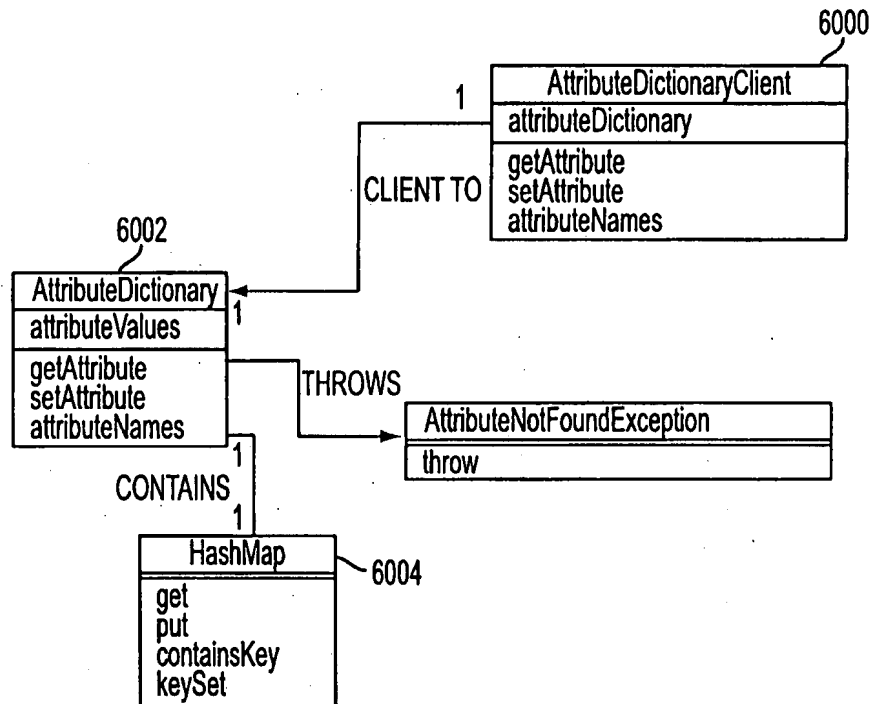 6000
AttributeDictionaryClient
attributeDictionary
getAttribute
setAttribute
attributeNames
1
CLIENT TO
6002
AttributeDictionary
attributeValues
getAttribute
setAttribute
attributeNames
1
THROWS
AttributeNotFoundException
throw
1
CONTAINS
1
HashMap
6004
get
put
containsKey
keySet